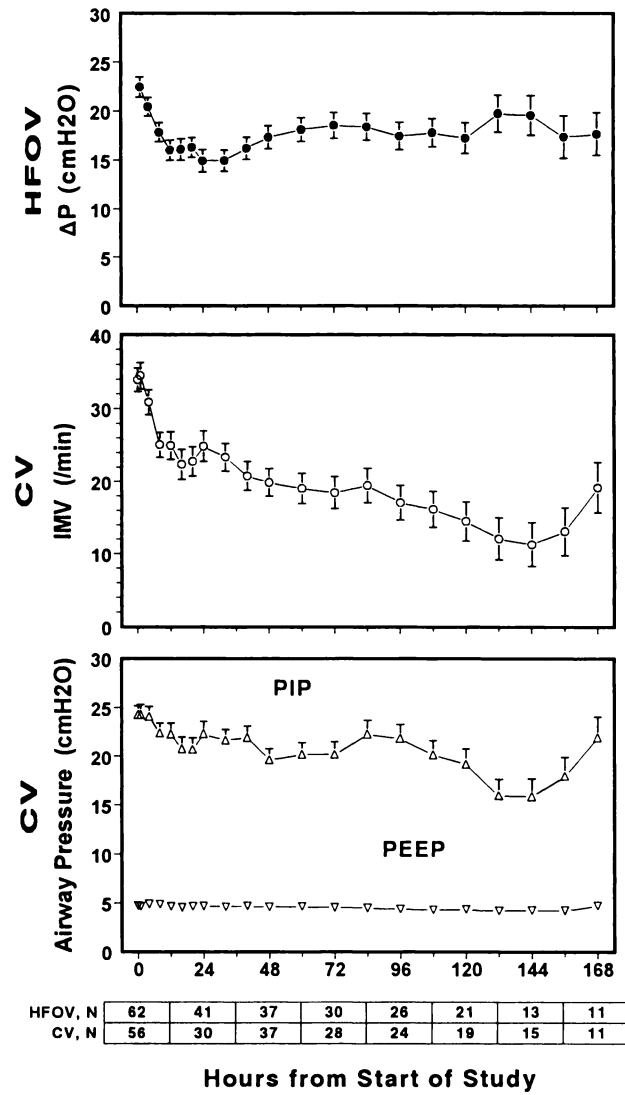 HFOV
ΔP (cmH2O)
30
25
20
15
10
5
0
CV
IMV (/min)
40
30
20
10
0
CV
Airway Pressure (cmH2O)
30
25
20
15
10
5
0
PIP
PEEP
0 24 48 72 96 120 144 168
HFOV, N 62 41 37 30 26 21 13 11
CV, N 56 30 37 28 24 19 15 11
Hours from Start of Study